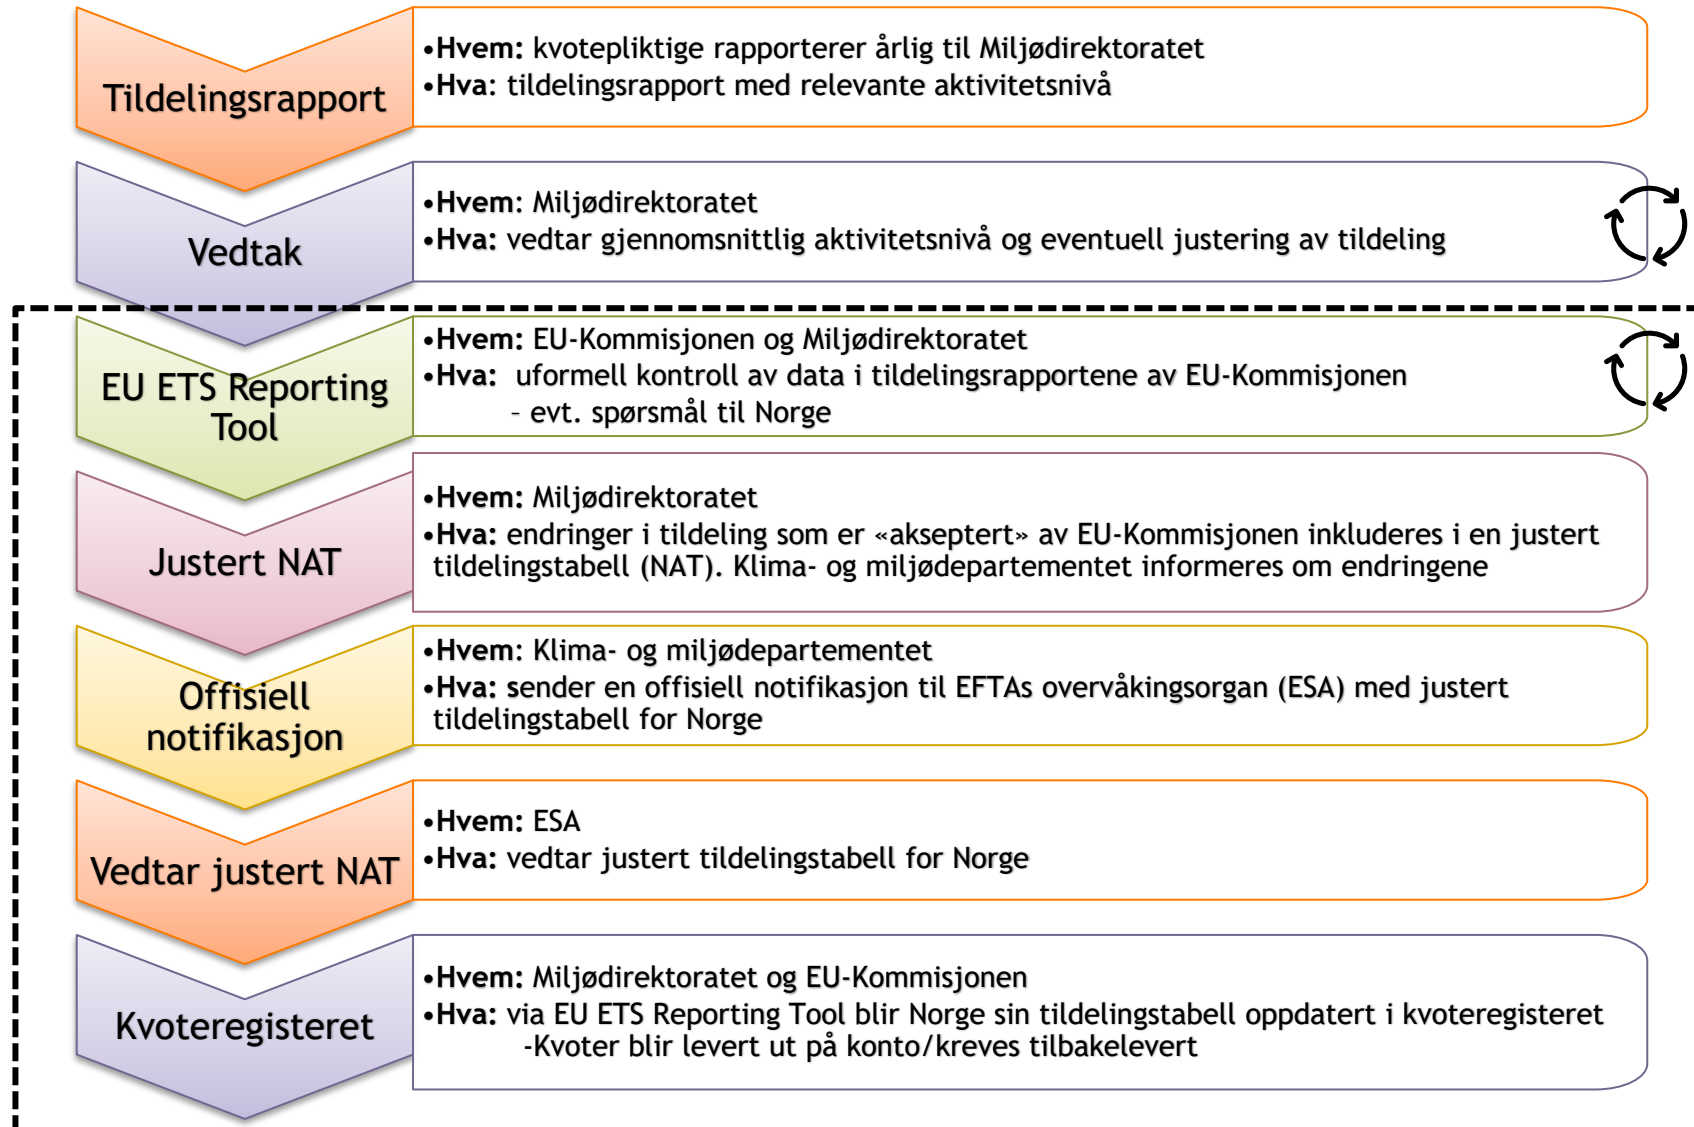 Tildelingsrapport
•Hvem: kvotepliktige rapporterer årlig til Miljødirektoratet
•Hva: tildelingsrapport med relevante aktivitetsnivå
Vedtak
•Hvem: Miljødirektoratet
•Hva: vedtar gjennomsnittlig aktivitetsnivå og eventuell justering av tildeling
EU ETS Reporting
Tool
•Hvem: EU-Kommisjonen og Miljødirektoratet
•Hva: uformell kontroll av data i tildelingsrapportene av EU-Kommisjonen
– evt. spørsmål til Norge
Justert NAT
•Hvem: Miljødirektoratet
•Hva: endringer i tildeling som er «akseptert» av EU-Kommisjonen inkluderes i en justert
tildelingstabell (NAT). Klima- og miljødepartementet informeres om endringene
Offisiell
notifikasjon
•Hvem: Klima- og miljødepartementet
•Hva: sender en offisiell notifikasjon til EFTAs overvåkingsorgan (ESA) med justert
tildelingstabell for Norge
Vedtar justert NAT
•Hvem: ESA
•Hva: vedtar justert tildelingstabell for Norge
Kvoteregisteret
•Hvem: Miljødirektoratet og EU-Kommisjonen
•Hva: via EU ETS Reporting Tool blir Norge sin tildelingstabell oppdatert i kvoteregisteret
-Kvoter blir levert ut på konto/kreves tilbakelevert